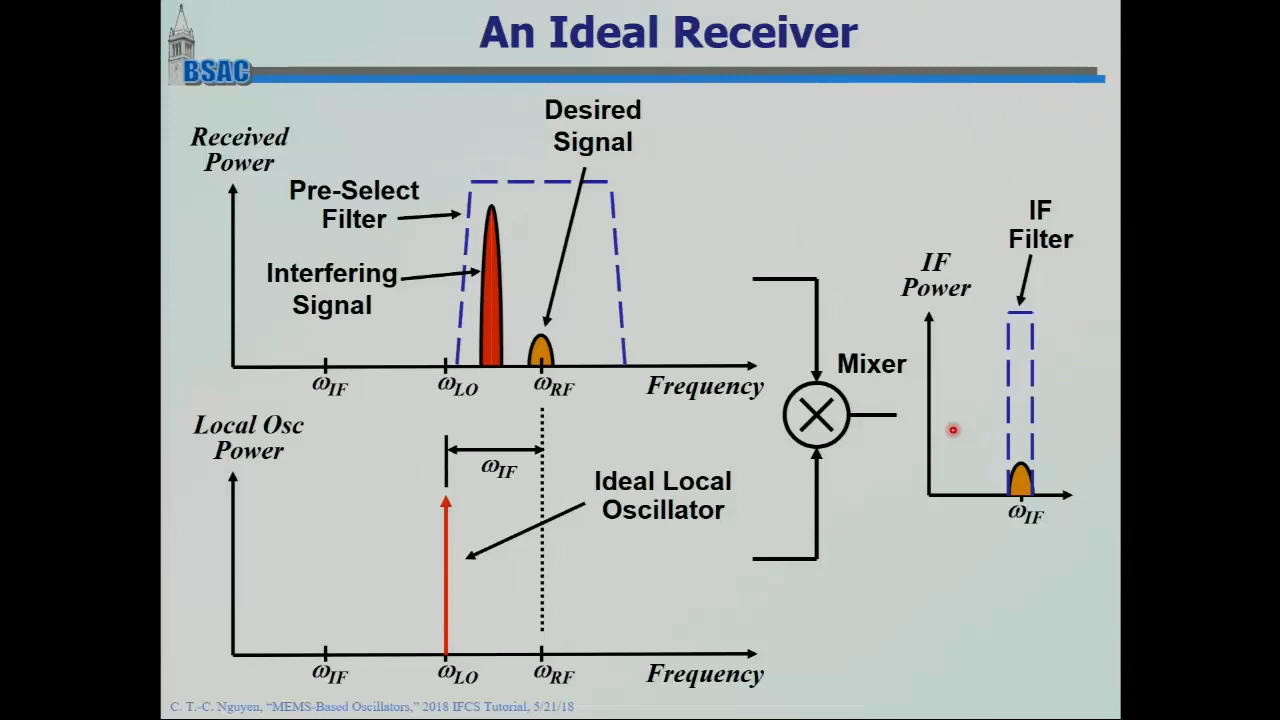 An Ideal Receiver
BSAC
Desired
Signal
Received
Power
Pre-Select
Filter
Interfering
Signal
ωIF
ωLO
ωRF
Frequency
Local Osc
Power
ωIF
Ideal Local
Oscillator
ωIF
ωLO
ωRF
Frequency
Mixer
IF
Power
IF
Filter
ωIF
C. T.-C. Nguyen, “MEMS-Based Oscillators,” 2018 IFCS Tutorial, 5/21/18